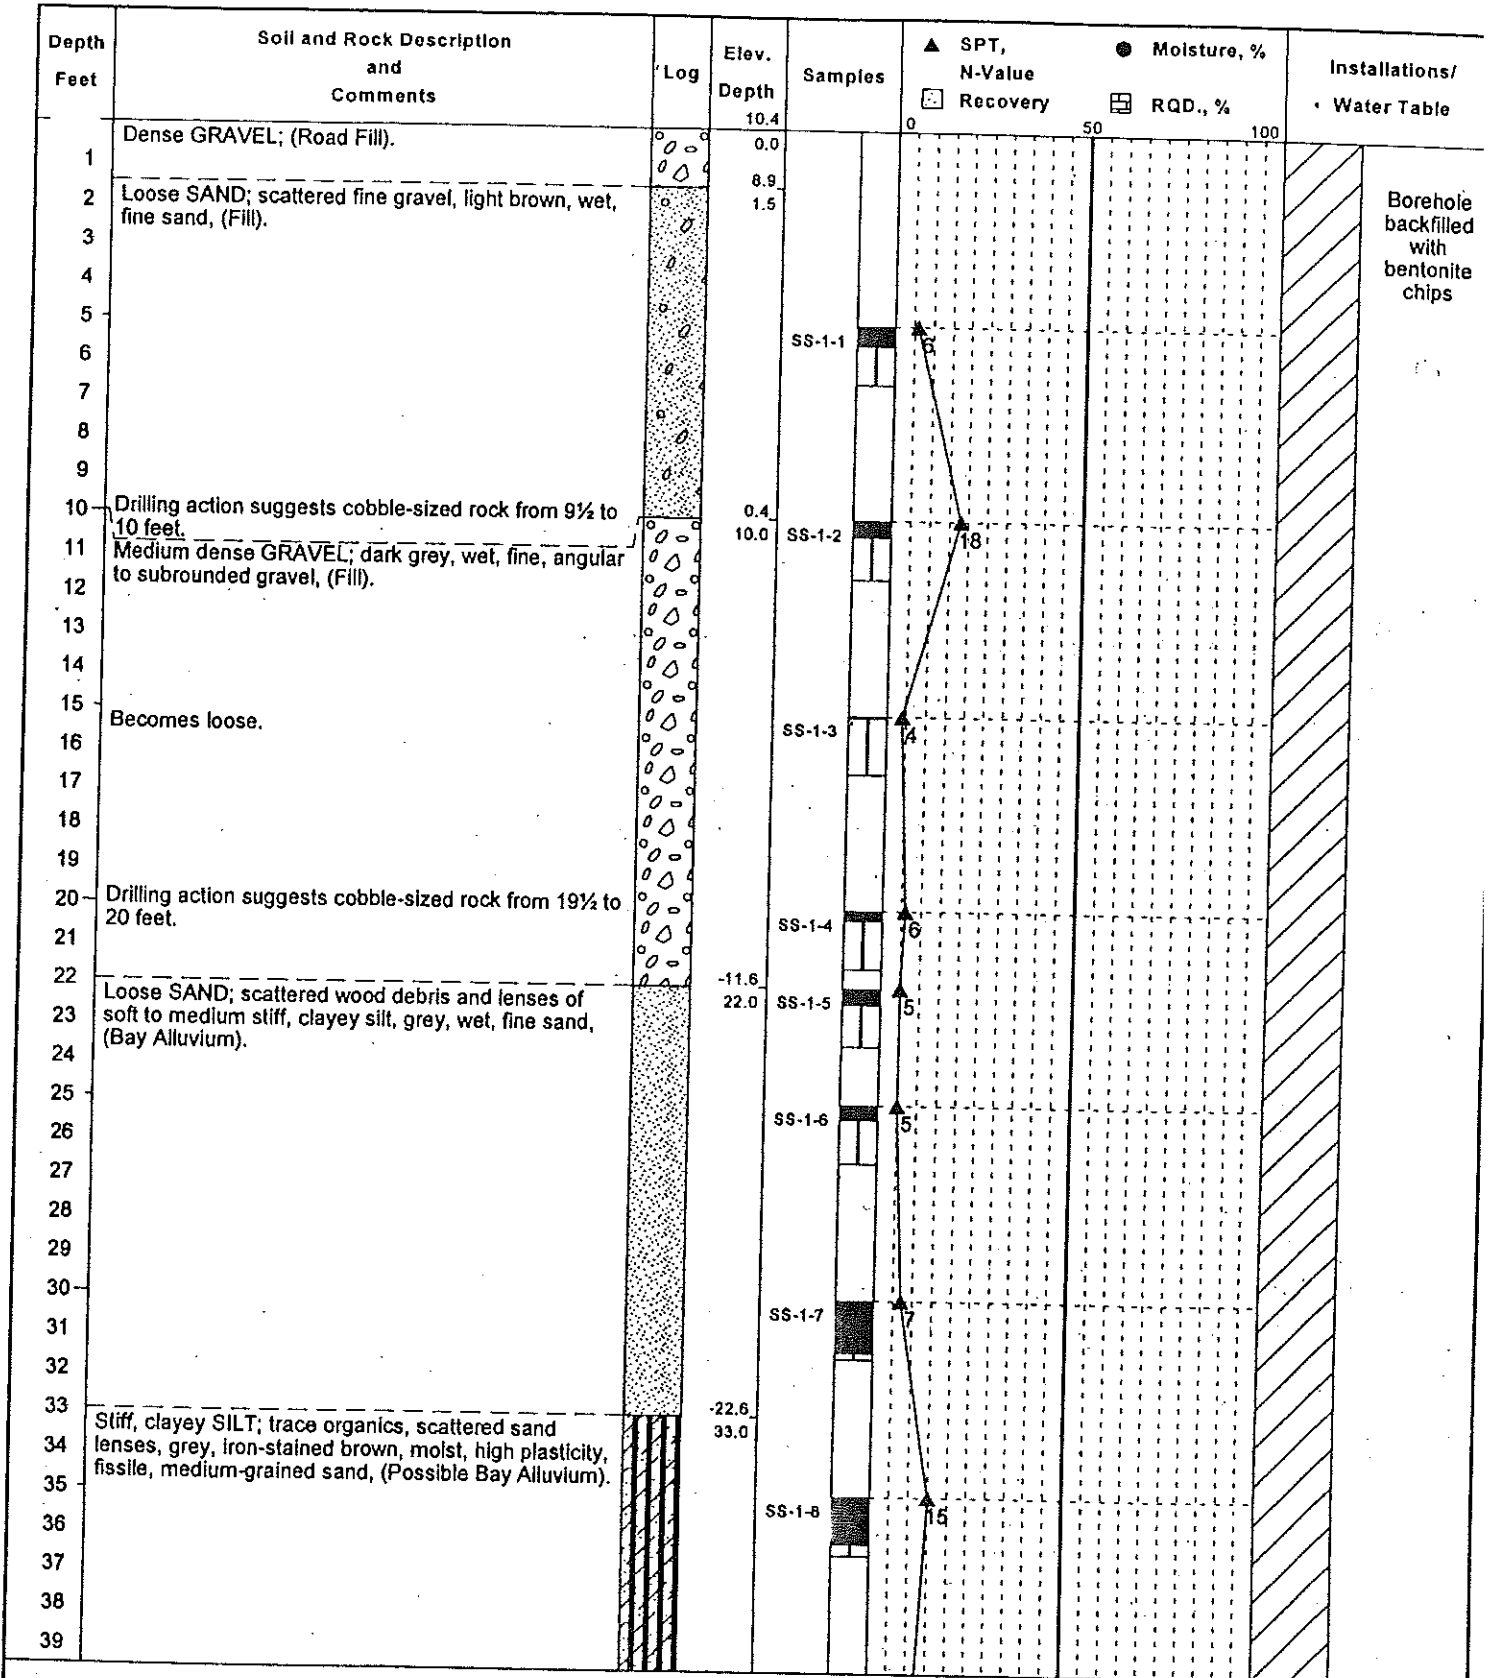 Depth
Feet
Soil and Rock Description
and
Comments
Log
Elev.
Depth
Samples
▲ SPT,
N-Value
Recovery
● Moisture, %
RQD., %
Installations/
Water Table
10.4
0.0
0 50 100
Dense GRAVEL; (Road Fill).
1
8.9
1.5
2
Loose SAND; scattered fine gravel, light brown, wet,
fine sand, (Fill).
Borehole
backfilled
with
bentonite
chips
3
4
5
SS-1-1
6
6
7
8
9
10
Drilling action suggests cobble-sized rock from 9½ to
10 feet.
0.4
10.0
SS-1-2
18
11
Medium dense GRAVEL; dark grey, wet, fine, angular
to subrounded gravel, (Fill).
12
13
14
15
Becomes loose.
SS-1-3
4
16
17
18
19
20
Drilling action suggests cobble-sized rock from 19½ to
20 feet.
SS-1-4
6
21
22
-11.6
22.0
SS-1-5
5
Loose SAND; scattered wood debris and lenses of
soft to medium stiff, clayey silt, grey, wet, fine sand,
(Bay Alluvium).
23
24
25
SS-1-6
5
26
27
28
29
30
SS-1-7
7
31
32
33
-22.6
33.0
Stiff, clayey SILT; trace organics, scattered sand
lenses, grey, iron-stained brown, moist, high plasticity,
fissile, medium-grained sand, (Possible Bay Alluvium).
34
35
SS-1-8
15
36
37
38
39